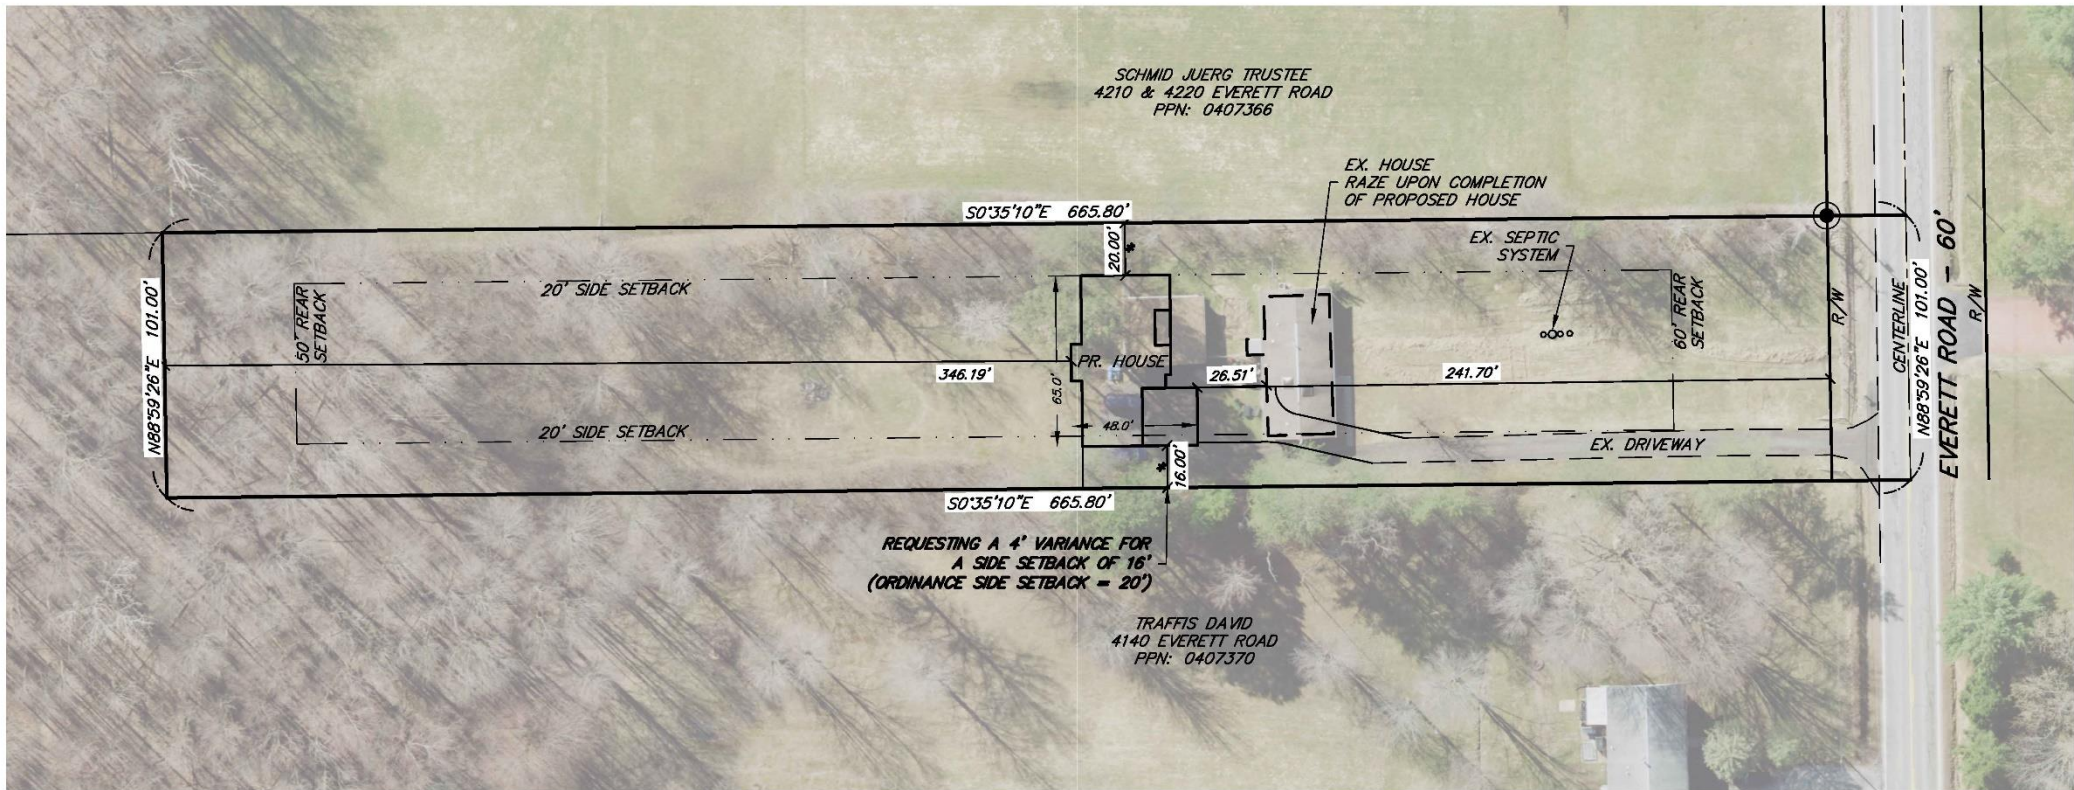 SCHMID JUERG TRUSTEE
4210 & 4220 EVERETT ROAD
PPN: 0407366
EX. HOUSE
RAZE UPON COMPLETION
OF PROPOSED HOUSE
S0°35'10"E 665.80'
20.00'
*
EX. SEPTIC
SYSTEM
20' SIDE SETBACK
50' REAR
SETBACK
60' REAR
SETBACK
N88°59'26"E 101.00'
R/W
CENTERLINE
N88°59'26"E 101.00'
EVERETT ROAD - 60'
R/W
PR. HOUSE
346.19'
65.0'
26.51'
241.70'
48.0'
20' SIDE SETBACK
EX. DRIVEWAY
*
16.00'
S0°35'10"E 665.80'
REQUESTING A 4' VARIANCE FOR
A SIDE SETBACK OF 16'
(ORDINANCE SIDE SETBACK = 20')
TRAFFIS DAVID
4140 EVERETT ROAD
PPN: 0407370